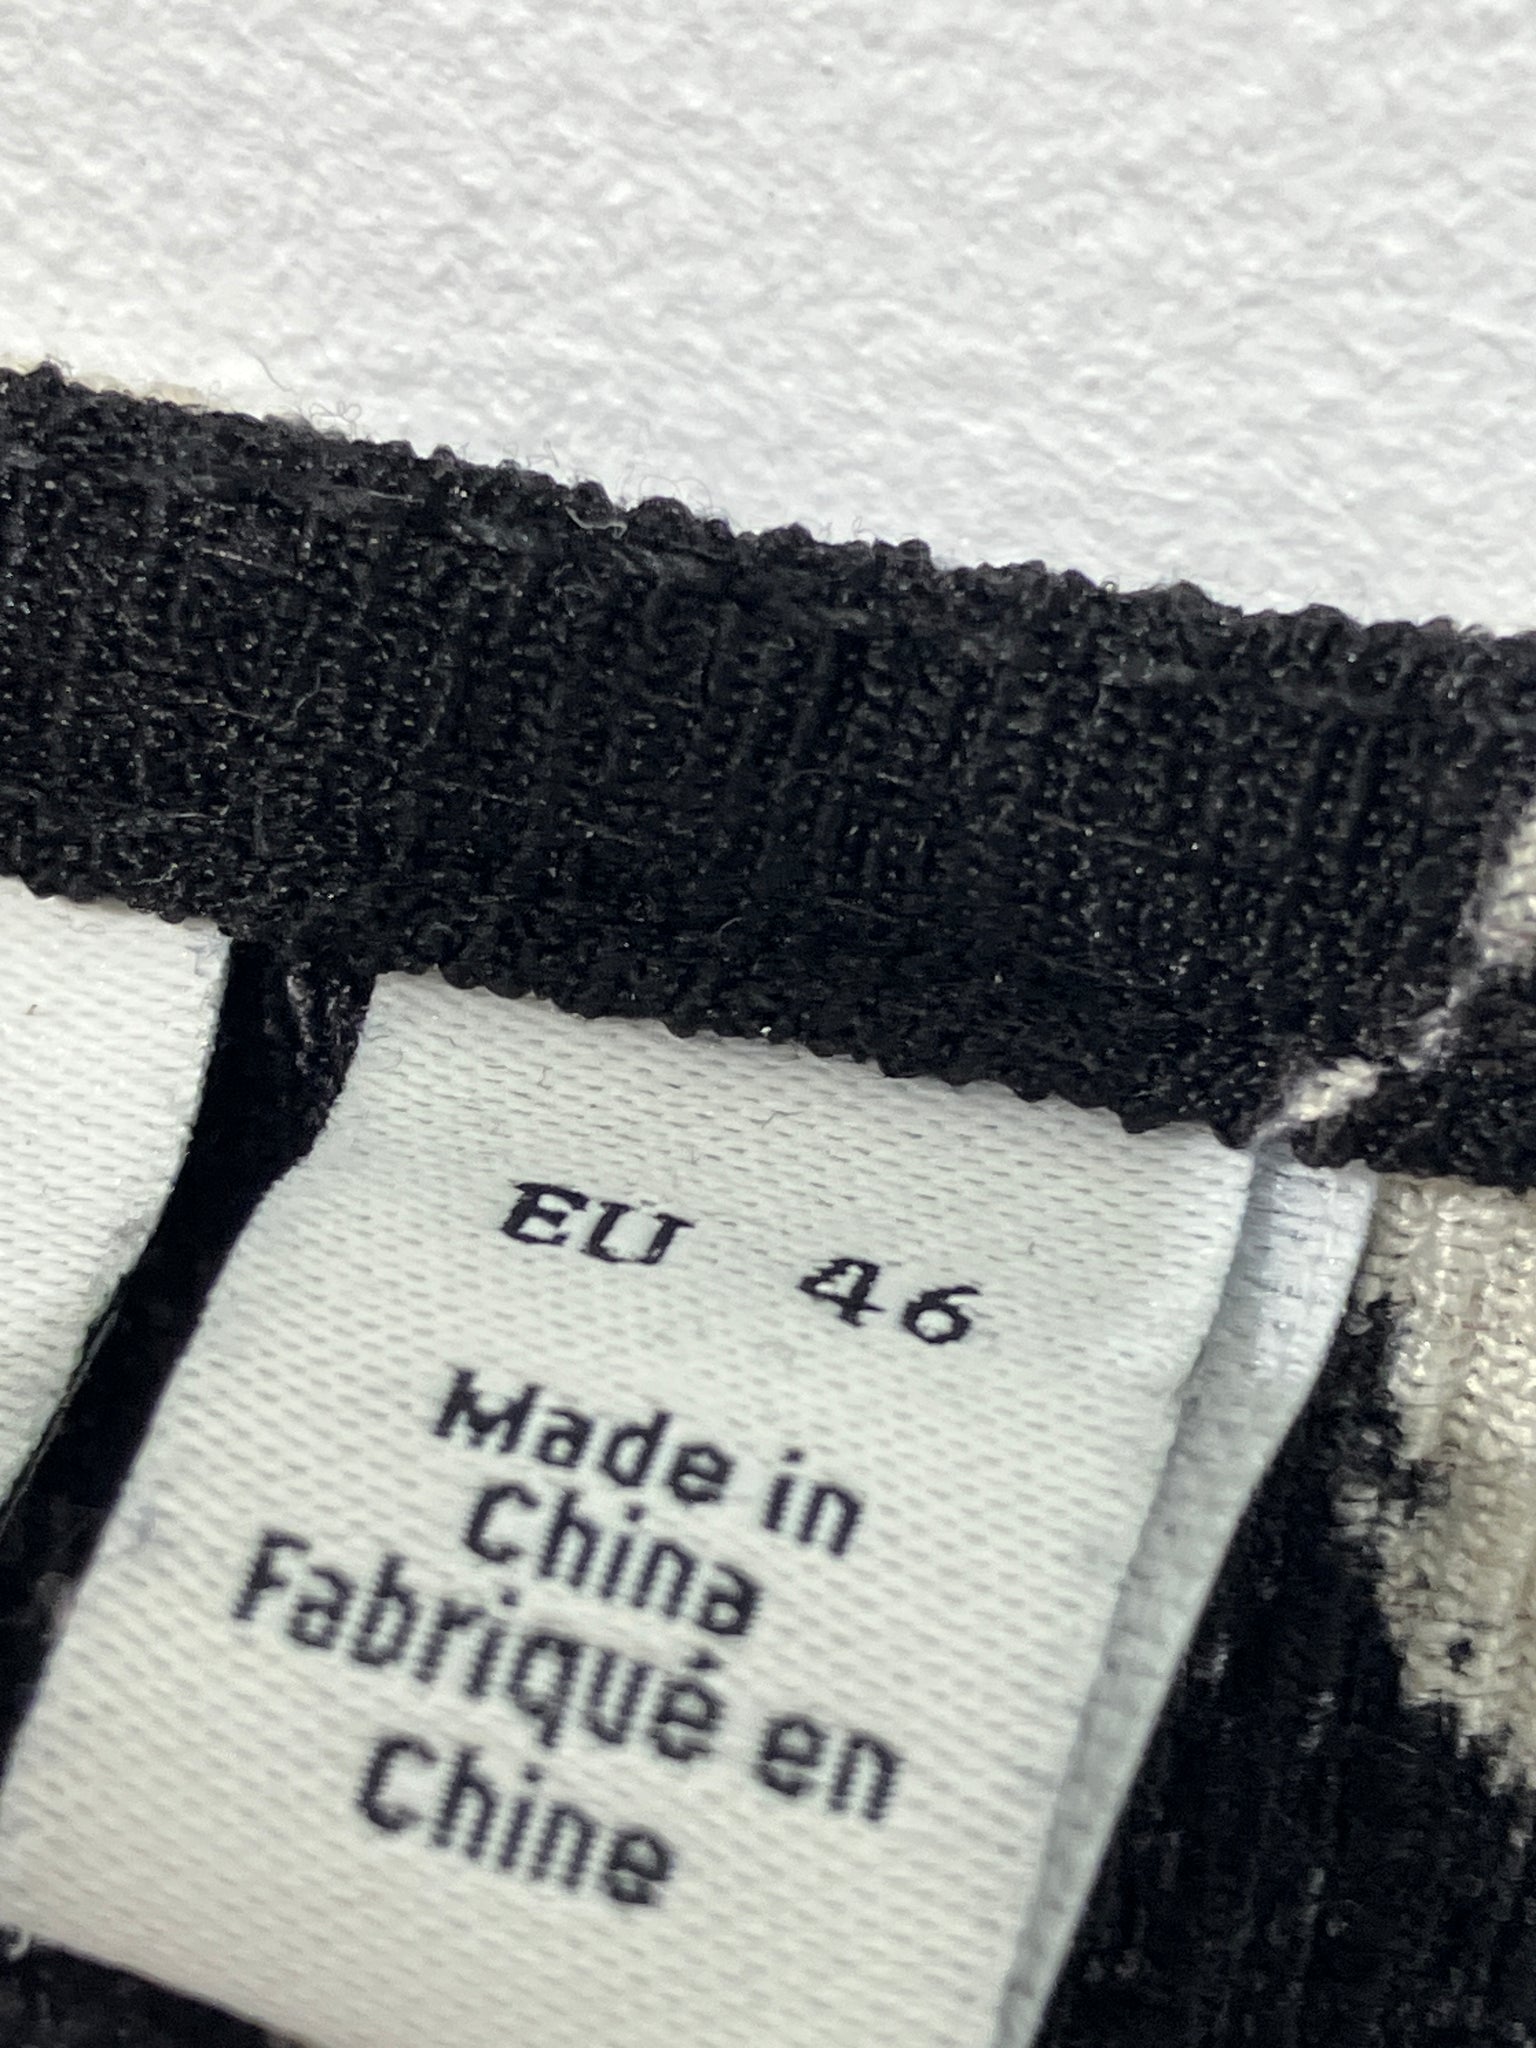 EU 46
Made in
China
Fabriqué en
Chine